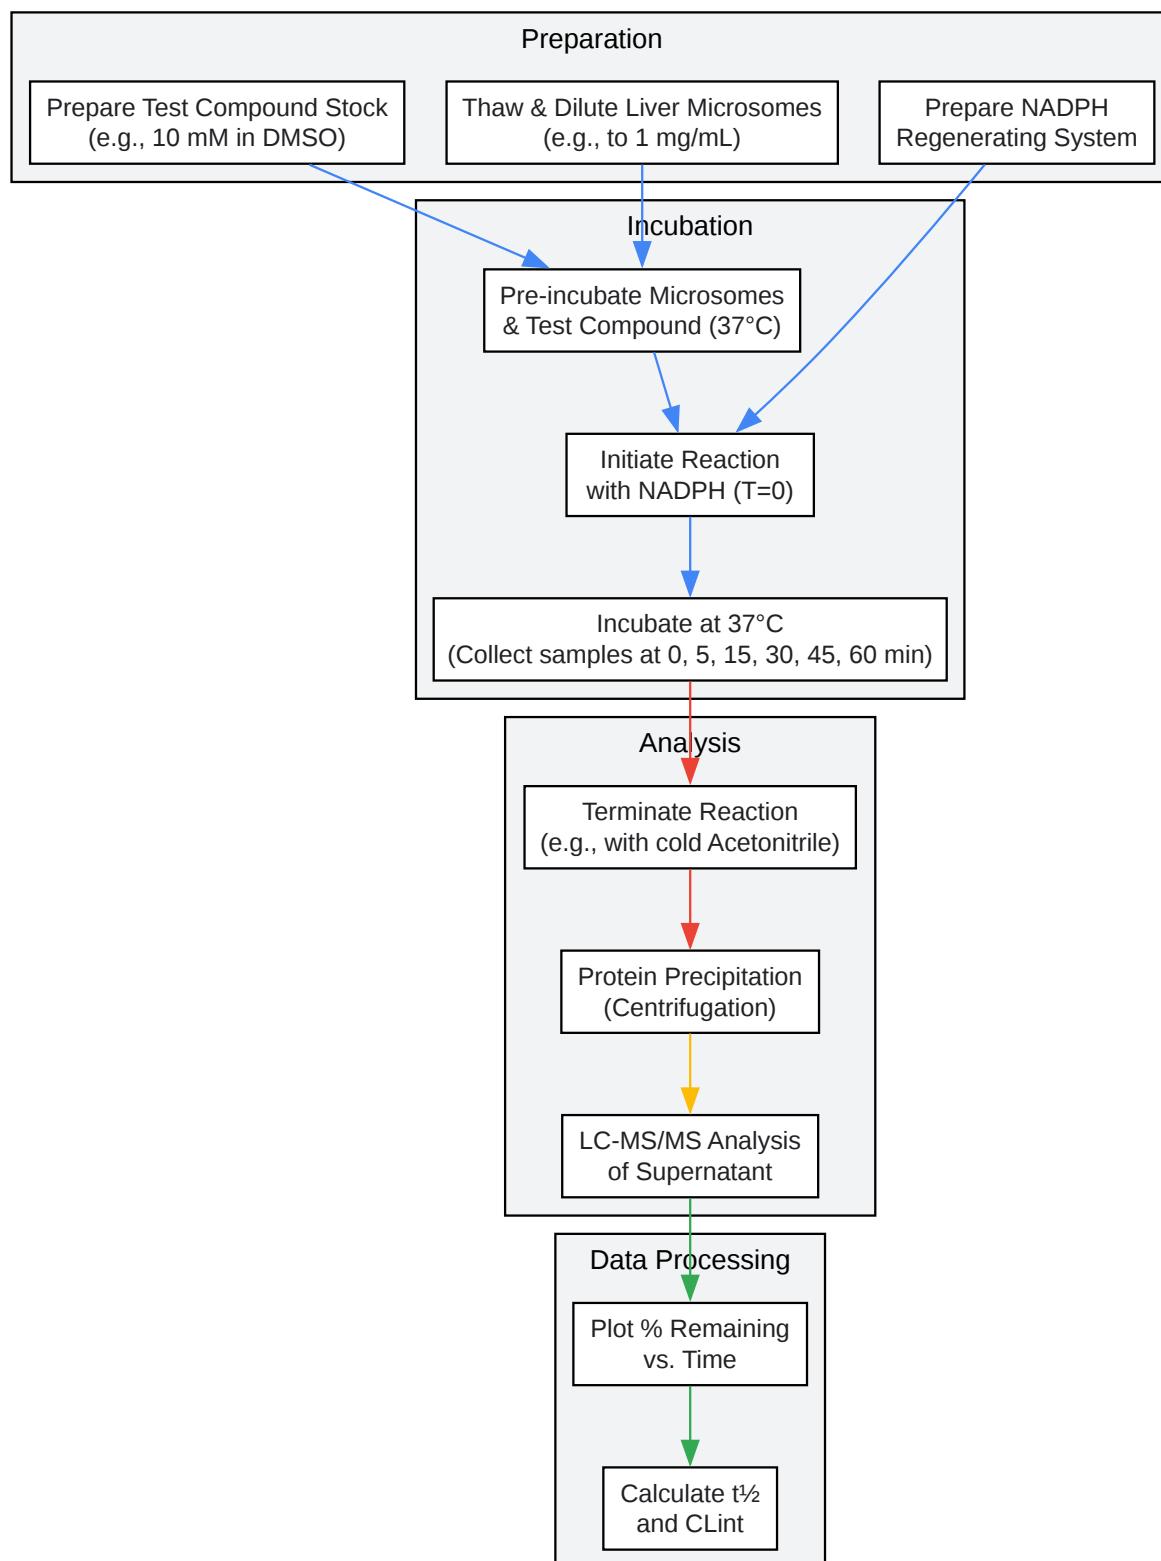 Preparation
Prepare Test Compound Stock
(e.g., 10 mM in DMSO)
Thaw & Dilute Liver Microsomes
(e.g., to 1 mg/mL)
Prepare NADPH
Regenerating System
Incubation
Pre-incubate Microsomes
& Test Compound (37°C)
Initiate Reaction
with NADPH (T=0)
Incubate at 37°C
(Collect samples at 0, 5, 15, 30, 45, 60 min)
Analysis
Terminate Reaction
(e.g., with cold Acetonitrile)
Protein Precipitation
(Centrifugation)
LC-MS/MS Analysis
of Supernatant
Data Processing
Plot % Remaining
vs. Time
Calculate t½
and CLint